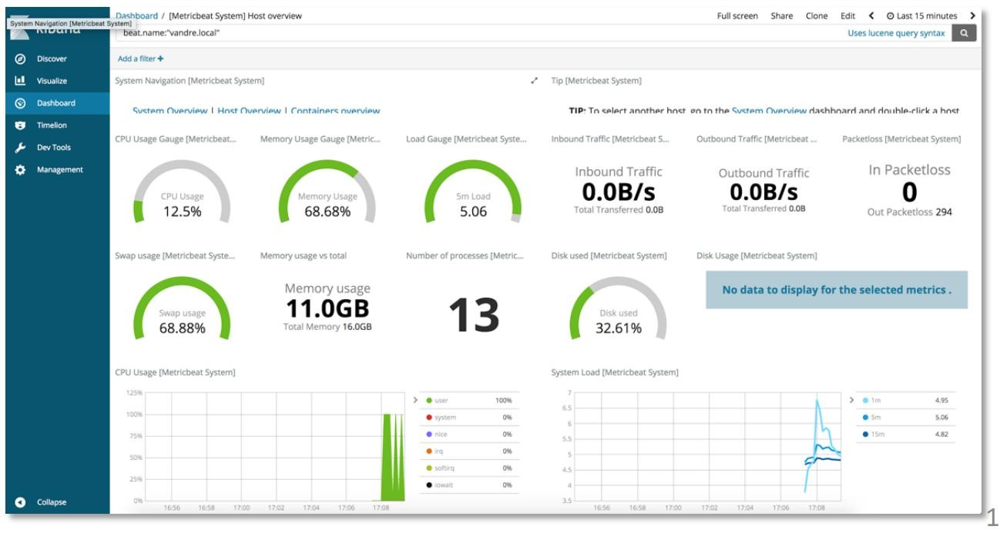 Dashboard / [Metricbeat System] Host overview
Full screen Share Clone Edit Last 15 minutes
System Navigation [Metricbeat System]
kibana
beat.name:"vandre.local"
Uses lucene query syntax
Discover
Visualize
Dashboard
Timelion
Dev Tools
Management
Collapse
Add a filter +
System Navigation [Metricbeat System]
Tip [Metricbeat System]
System Overview | Host Overview | Containers overview
TIP: To select another host, go to the System Overview dashboard and double-click a host
CPU Usage Gauge [Metricbeat...
Memory Usage Gauge [Metric...
Load Gauge [Metricbeat Syste...
Inbound Traffic [Metricbeat S...
Outbound Traffic [Metricbeat ...
Packetloss [Metricbeat System]
CPU Usage
12.5%
Memory Usage
68.68%
5m Load
5.06
Inbound Traffic
0.0B/s
Total Transferred 0.0B
Outbound Traffic
0.0B/s
Total Transferred 0.0B
In Packetloss
0
Out Packetloss 294
Swap usage [Metricbeat Syste...
Memory usage vs total
Number of processes [Metric...
Disk used [Metricbeat System]
Disk Usage [Metricbeat System]
Swap usage
68.88%
Memory usage
11.0GB
Total Memory 16.0GB
13
Disk used
32.61%
No data to display for the selected metrics .
CPU Usage [Metricbeat System]
125%
100%
75%
50%
25%
0%
16:56 16:58 17:00 17:02 17:04 17:06 17:08
user 100%
system 0%
nice 0%
irq 0%
softirq 0%
iowait 0%
System Load [Metricbeat System]
7
6.5
6
5.5
5
4.5
4
3.5
16:56 16:58 17:00 17:02 17:04 17:06 17:08
1m 4.95
5m 5.06
15m 4.82
1